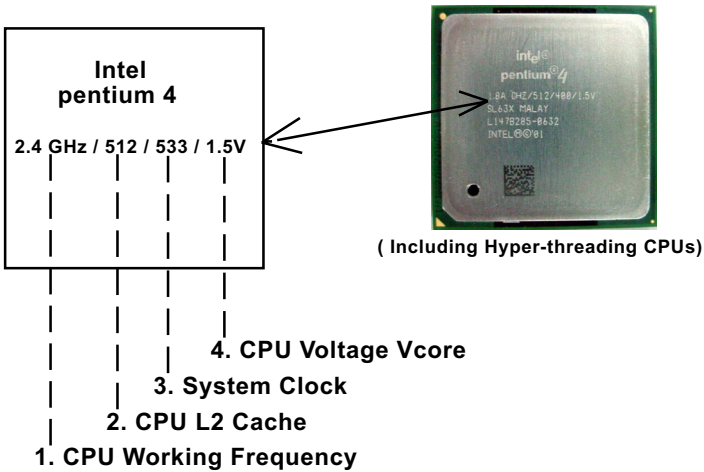 Intel
pentium 4
2.4 GHz / 512 / 533 / 1.5V
intel®
pentium®4
1.8A GHZ/512/400/1.5V
SL63X MALAY
L147B285-0632
INTEL Ⓜ©'01
( Including Hyper-threading CPUs)
4. CPU Voltage Vcore
3. System Clock
2. CPU L2 Cache
1. CPU Working Frequency